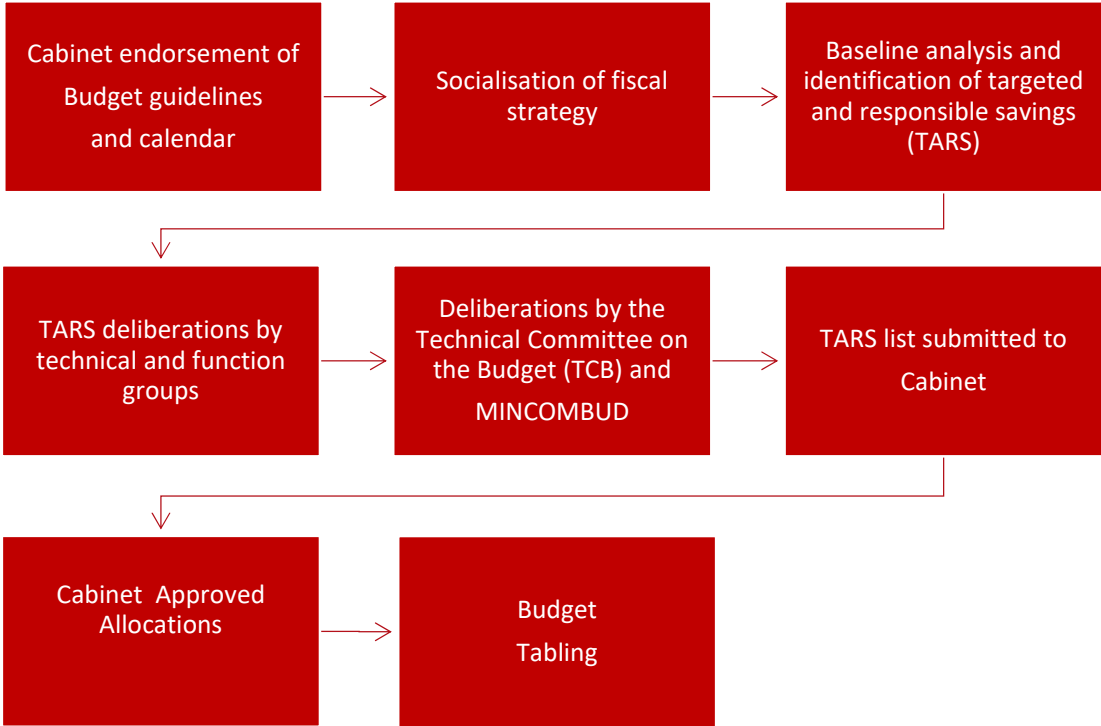 Cabinet endorsement of
Budget guidelines
and calendar
Socialisation of fiscal
strategy
Baseline analysis and
identification of targeted
and responsible savings
(TARS)
TARS deliberations by
technical and function
groups
Deliberations by the
Technical Committee on
the Budget (TCB) and
MINCOMBUD
TARS list submitted to
Cabinet
Cabinet Approved
Allocations
Budget
Tabling